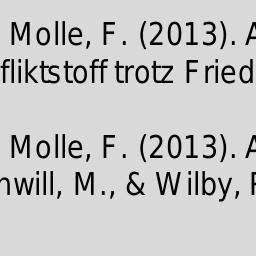 Molle, F. (2013). A
fliktstoff trotz Fried
Molle, F. (2013). A
nwill, M., & Wilby, R